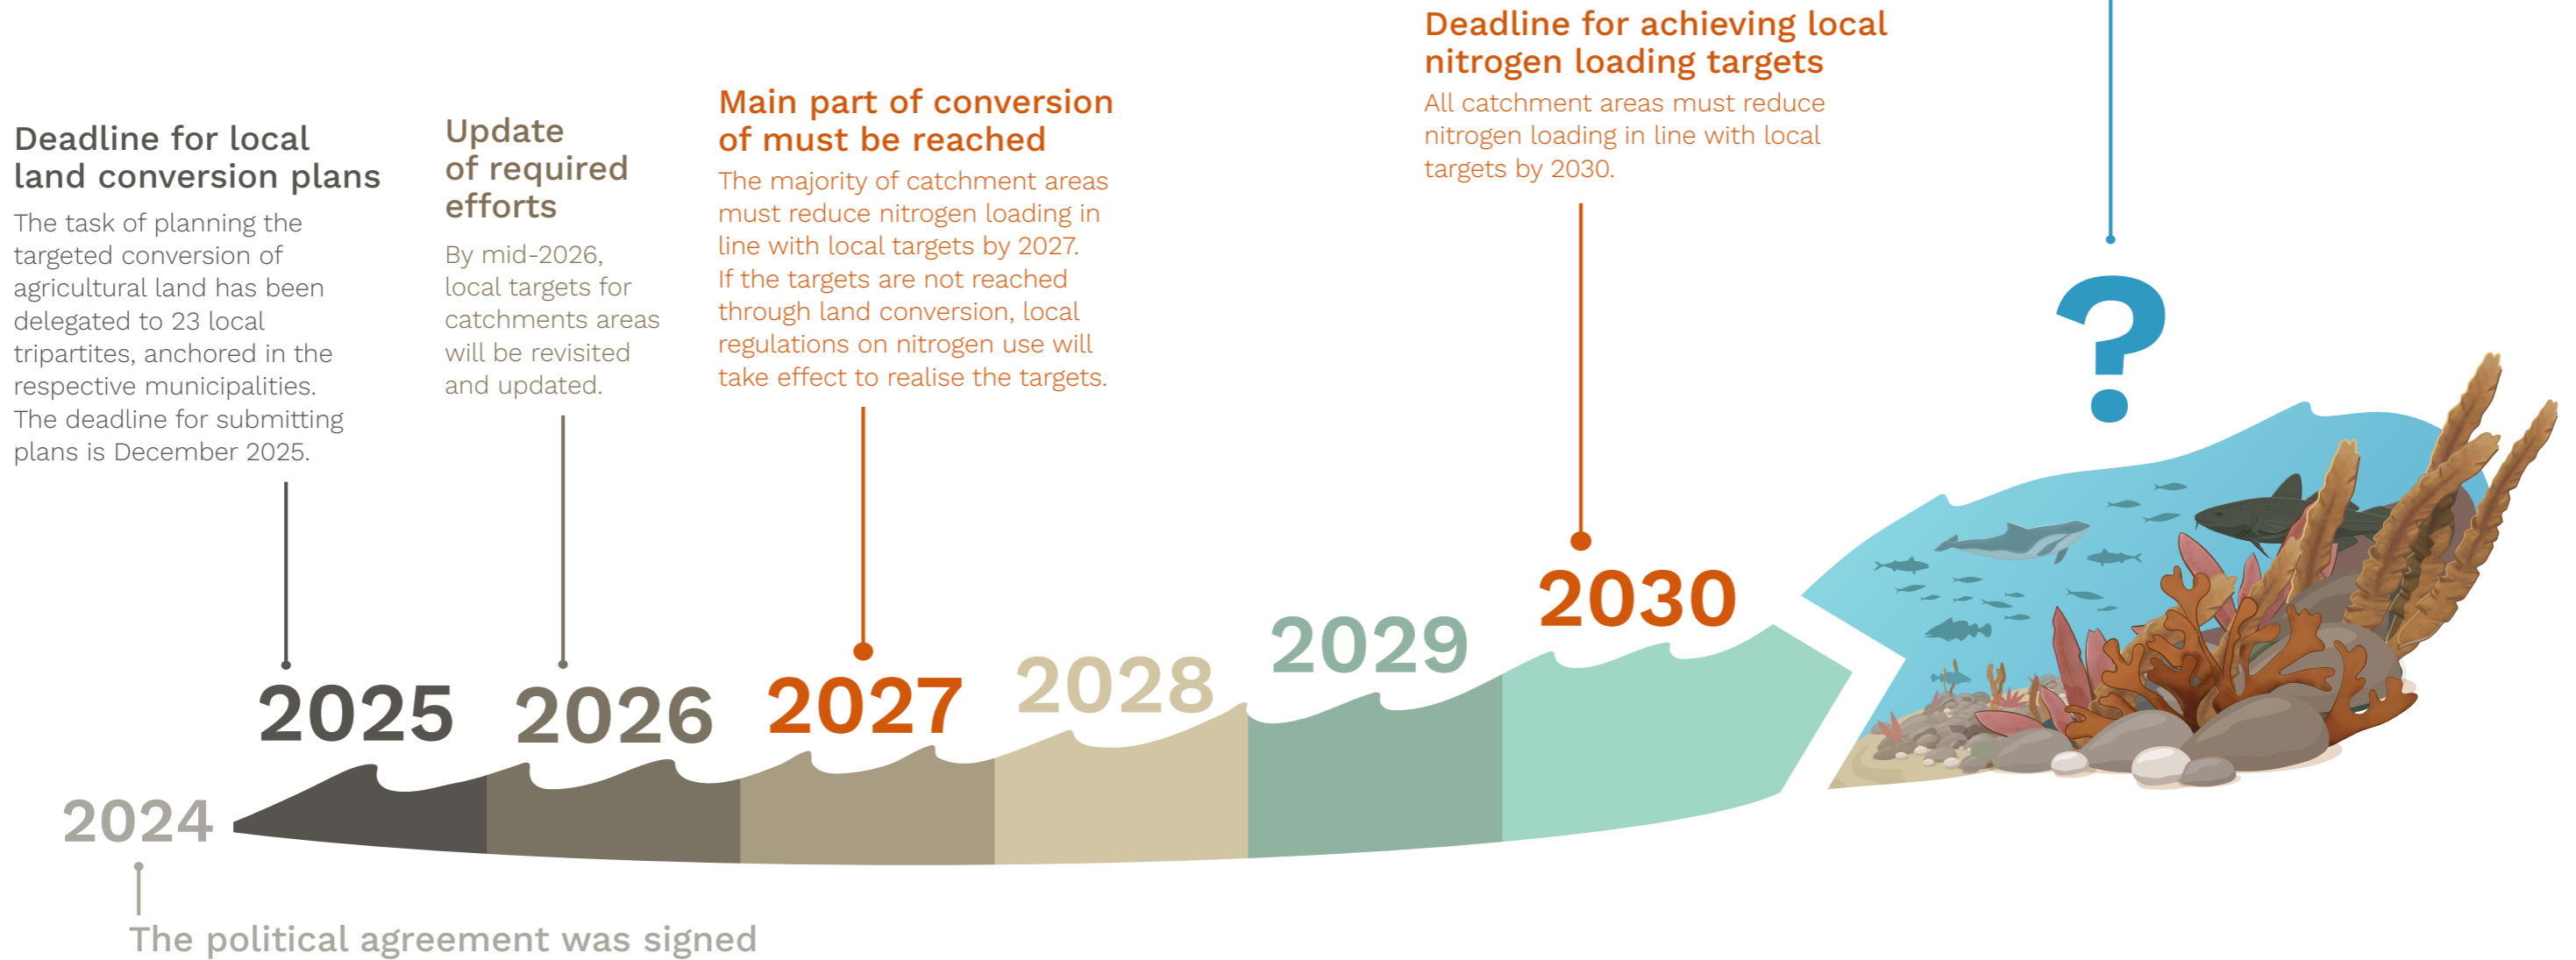 Deadline for local
land conversion plans
The task of planning the
targeted conversion of
agricultural land has been
delegated to 23 local
tripartites, anchored in the
respective municipalities.
The deadline for submitting
plans is December 2025.
Update
of required
efforts
By mid-2026,
local targets for
catchments areas
will be revisited
and updated.
Main part of conversion
of must be reached
The majority of catchment areas
must reduce nitrogen loading in
line with local targets by 2027.
If the targets are not reached
through land conversion, local
regulations on nitrogen use will
take effect to realise the targets.
Deadline for achieving local
nitrogen loading targets
All catchment areas must reduce
nitrogen loading in line with local
targets by 2030.
?
2024
2025
2026
2027
2028
2029
2030
The political agreement was signed